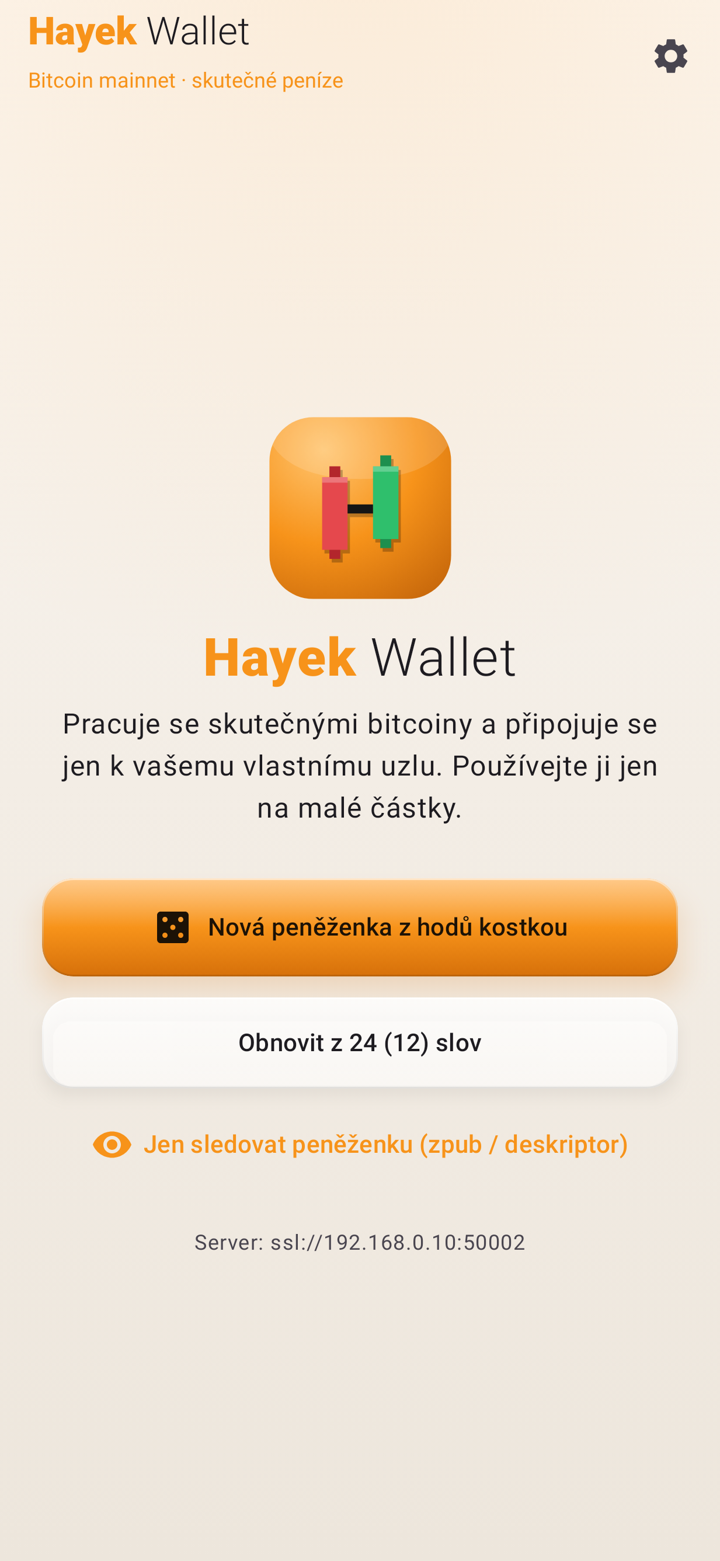 Hayek Wallet
Bitcoin mainnet · skutečné peníze
Hayek Wallet
Pracuje se skutečnými bitcoiny a připojuje se
jen k vašemu vlastnímu uzlu. Používejte ji jen
na malé částky.
Nová peněženka z hodů kostkou
Obnovit z 24 (12) slov
Jen sledovat peněženku (zpub / deskriptor)
Server: ssl://192.168.0.10:50002